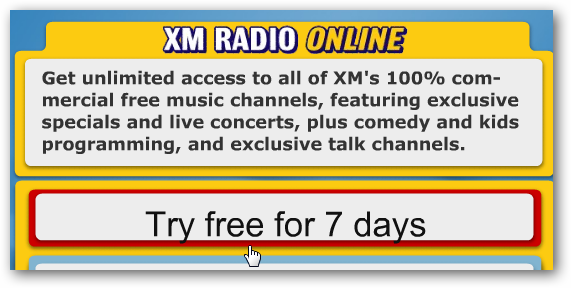 XM RADIO ONLINE
Get unlimited access to all of XM's 100% com-
mercial free music channels, featuring exclusive
specials and live concerts, plus comedy and kids
programming, and exclusive talk channels.
Try free for 7 days